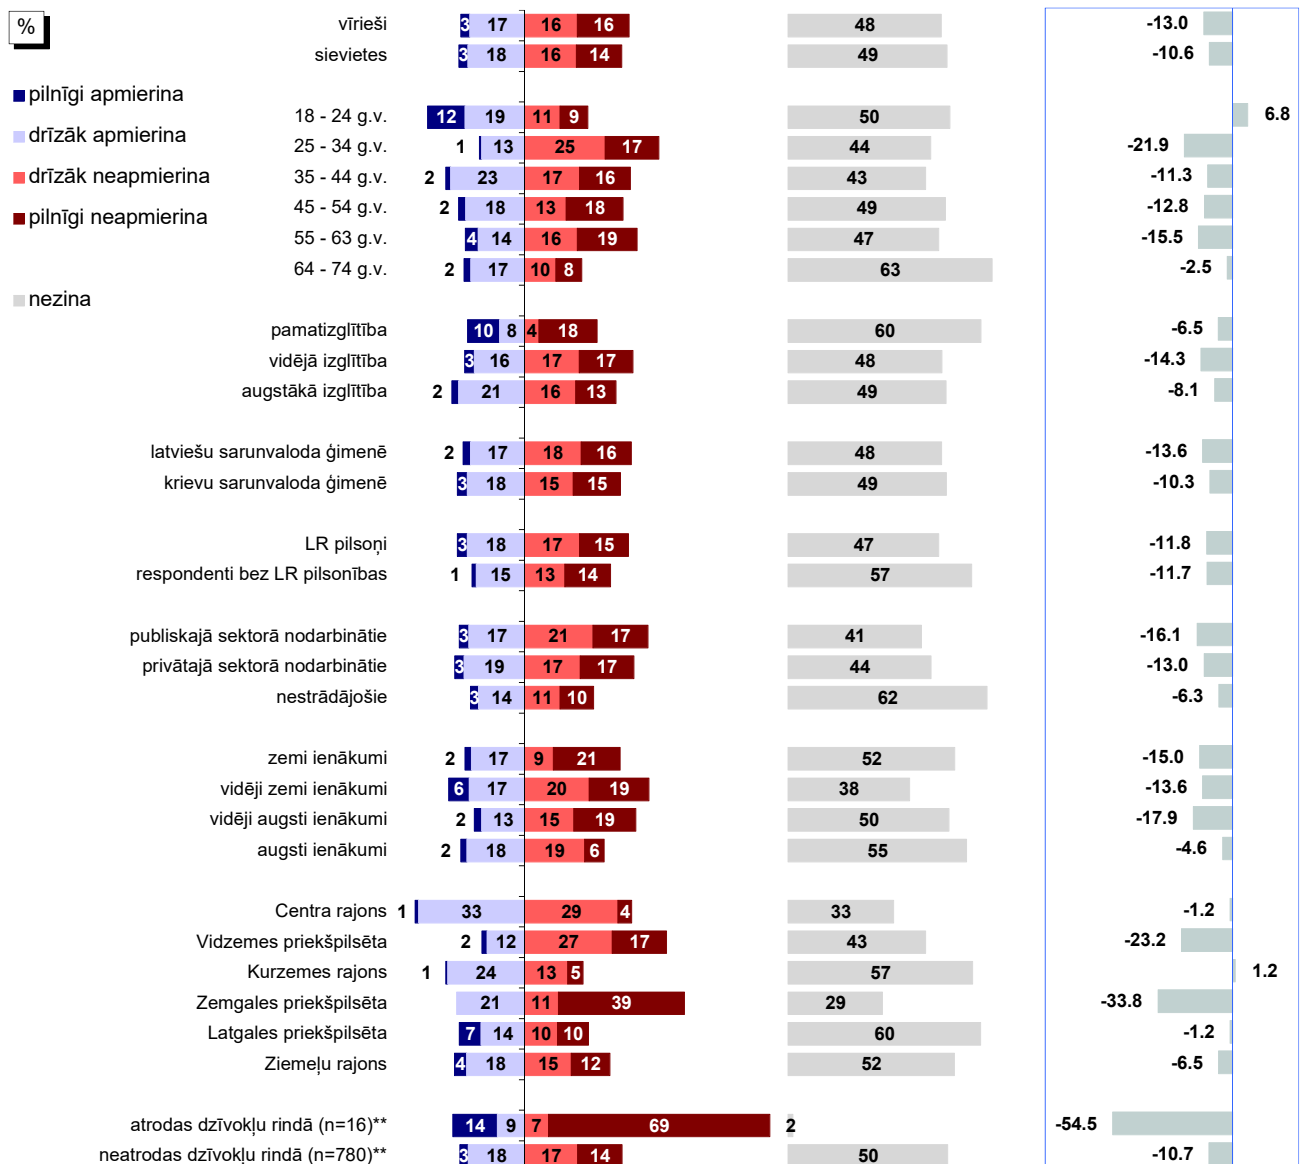 %
pilnīgi apmierina
drīzāk apmierina
drīzāk neapmierina
pilnīgi neapmierina
nezina
vīrieši 3 17 16 16 48 -13.0
sievietes 3 18 16 14 49 -10.6
18 - 24 g.v. 12 19 11 9 50 6.8
25 - 34 g.v. 1 13 25 17 44 -21.9
35 - 44 g.v. 2 23 17 16 43 -11.3
45 - 54 g.v. 2 18 13 18 49 -12.8
55 - 63 g.v. 4 14 16 19 47 -15.5
64 - 74 g.v. 2 17 10 8 63 -2.5
pamatizglītība 10 8 4 18 60 -6.5
vidējā izglītība 3 16 17 17 48 -14.3
augstākā izglītība 2 21 16 13 49 -8.1
latviešu sarunvaloda ģimenē 2 17 18 16 48 -13.6
krievu sarunvaloda ģimenē 3 18 15 15 49 -10.3
LR pilsoņi 3 18 17 15 47 -11.8
respondenti bez LR pilsonības 1 15 13 14 57 -11.7
publiskajā sektorā nodarbinātie 3 17 21 17 41 -16.1
privātajā sektorā nodarbinātie 3 19 17 17 44 -13.0
nestrādājošie 3 14 11 10 62 -6.3
zemi ienākumi 2 17 9 21 52 -15.0
vidēji zemi ienākumi 6 17 20 19 38 -13.6
vidēji augsti ienākumi 2 13 15 19 50 -17.9
augsti ienākumi 2 18 19 6 55 -4.6
Centra rajons 1 33 29 4 33 -1.2
Vidzemes priekšpilsēta 2 12 27 17 43 -23.2
Kurzemes rajons 1 24 13 5 57 1.2
Zemgales priekšpilsēta 21 11 39 29 -33.8
Latgales priekšpilsēta 7 14 10 10 60 -1.2
Ziemeļu rajons 4 18 15 12 52 -6.5
atrodas dzīvokļu rindā (n=16)** 14 9 7 69 2 -54.5
neatrodas dzīvokļu rindā (n=780)** 3 18 17 14 50 -10.7